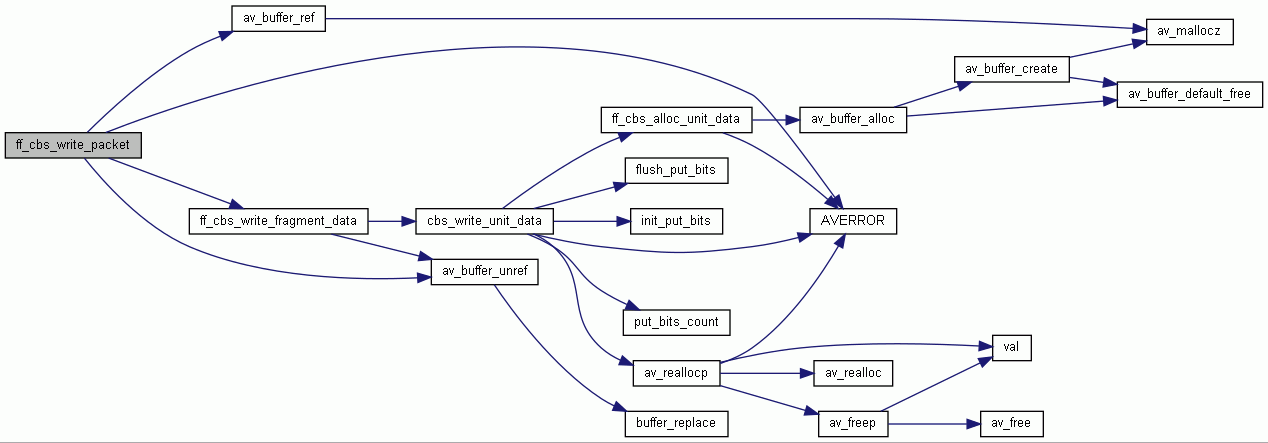 av_buffer_ref
av_mallocz
av_buffer_create
av_buffer_default_free
ff_cbs_alloc_unit_data
av_buffer_alloc
ff_cbs_write_packet
flush_put_bits
ff_cbs_write_fragment_data
cbs_write_unit_data
init_put_bits
AVERROR
av_buffer_unref
put_bits_count
val
av_reallocp
av_realloc
buffer_replace
av_freep
av_free